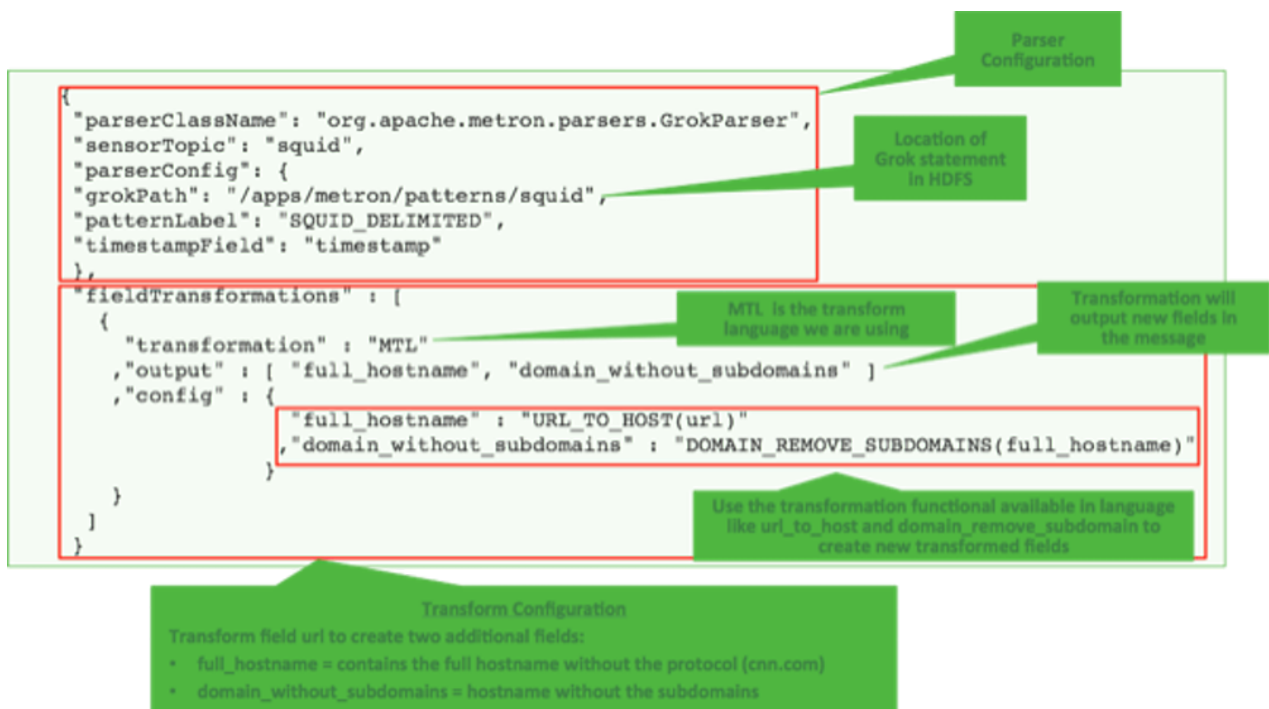 Parser
Configuration
{
"parserClassName": "org.apache.metron.parsers.GrokParser",
"sensorTopic": "squid",
"parserConfig": {
"grokPath": "/apps/metron/patterns/squid",
"patternLabel": "SQUID_DELIMITED",
"timestampField": "timestamp"
},
Location of
Grok statement
in HDFS
"fieldTransformations" : [
{
"transformation" : "MTL"
,"output" : [ "full_hostname", "domain_without_subdomains" ]
,"config" : {
"full_hostname" : "URL_TO_HOST(url)"
,"domain_without_subdomains" : "DOMAIN_REMOVE_SUBDOMAINS(full_hostname)"
}
}
]
}
MTL is the transform
language we are using
Transformation will
output new fields in
the message
Use the transformation functional available in language
like url_to_host and domain_remove_subdomain to
create new transformed fields
Transform Configuration
Transform field url to create two additional fields:
• full_hostname = contains the full hostname without the protocol (cnn.com)
• domain_without_subdomains = hostname without the subdomains